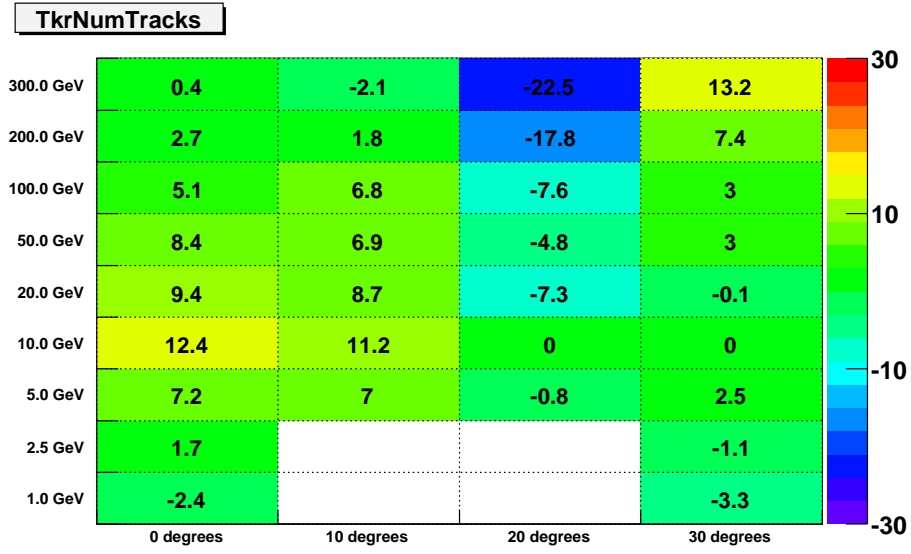 TkrNumTracks
300.0 GeV 0.4 -2.1 -22.5 13.2 30
200.0 GeV 2.7 1.8 -17.8 7.4
100.0 GeV 5.1 6.8 -7.6 3 10
50.0 GeV 8.4 6.9 -4.8 3
20.0 GeV 9.4 8.7 -7.3 -0.1
10.0 GeV 12.4 11.2 0 0 -10
5.0 GeV 7.2 7 -0.8 2.5
2.5 GeV 1.7 -1.1
1.0 GeV -2.4 -3.3 -30
0 degrees 10 degrees 20 degrees 30 degrees